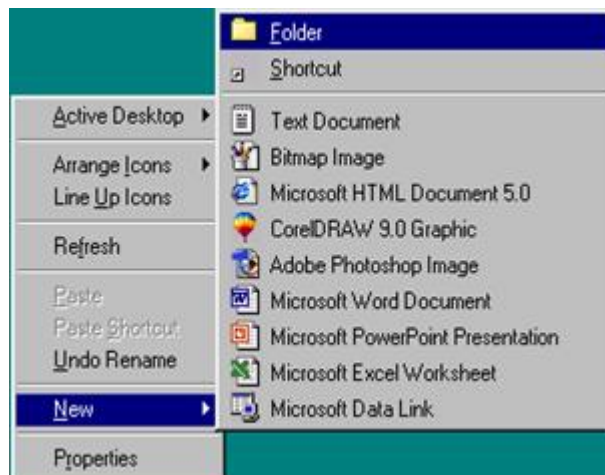 Active Desktop
Arrange Icons
Line Up Icons
Refresh
Paste
Paste Shortcut
Undo Rename
New
Properties
Folder
Shortcut
Text Document
Bitmap Image
Microsoft HTML Document 5.0
CorelDRAW 9.0 Graphic
Adobe Photoshop Image
Microsoft Word Document
Microsoft PowerPoint Presentation
Microsoft Excel Worksheet
Microsoft Data Link